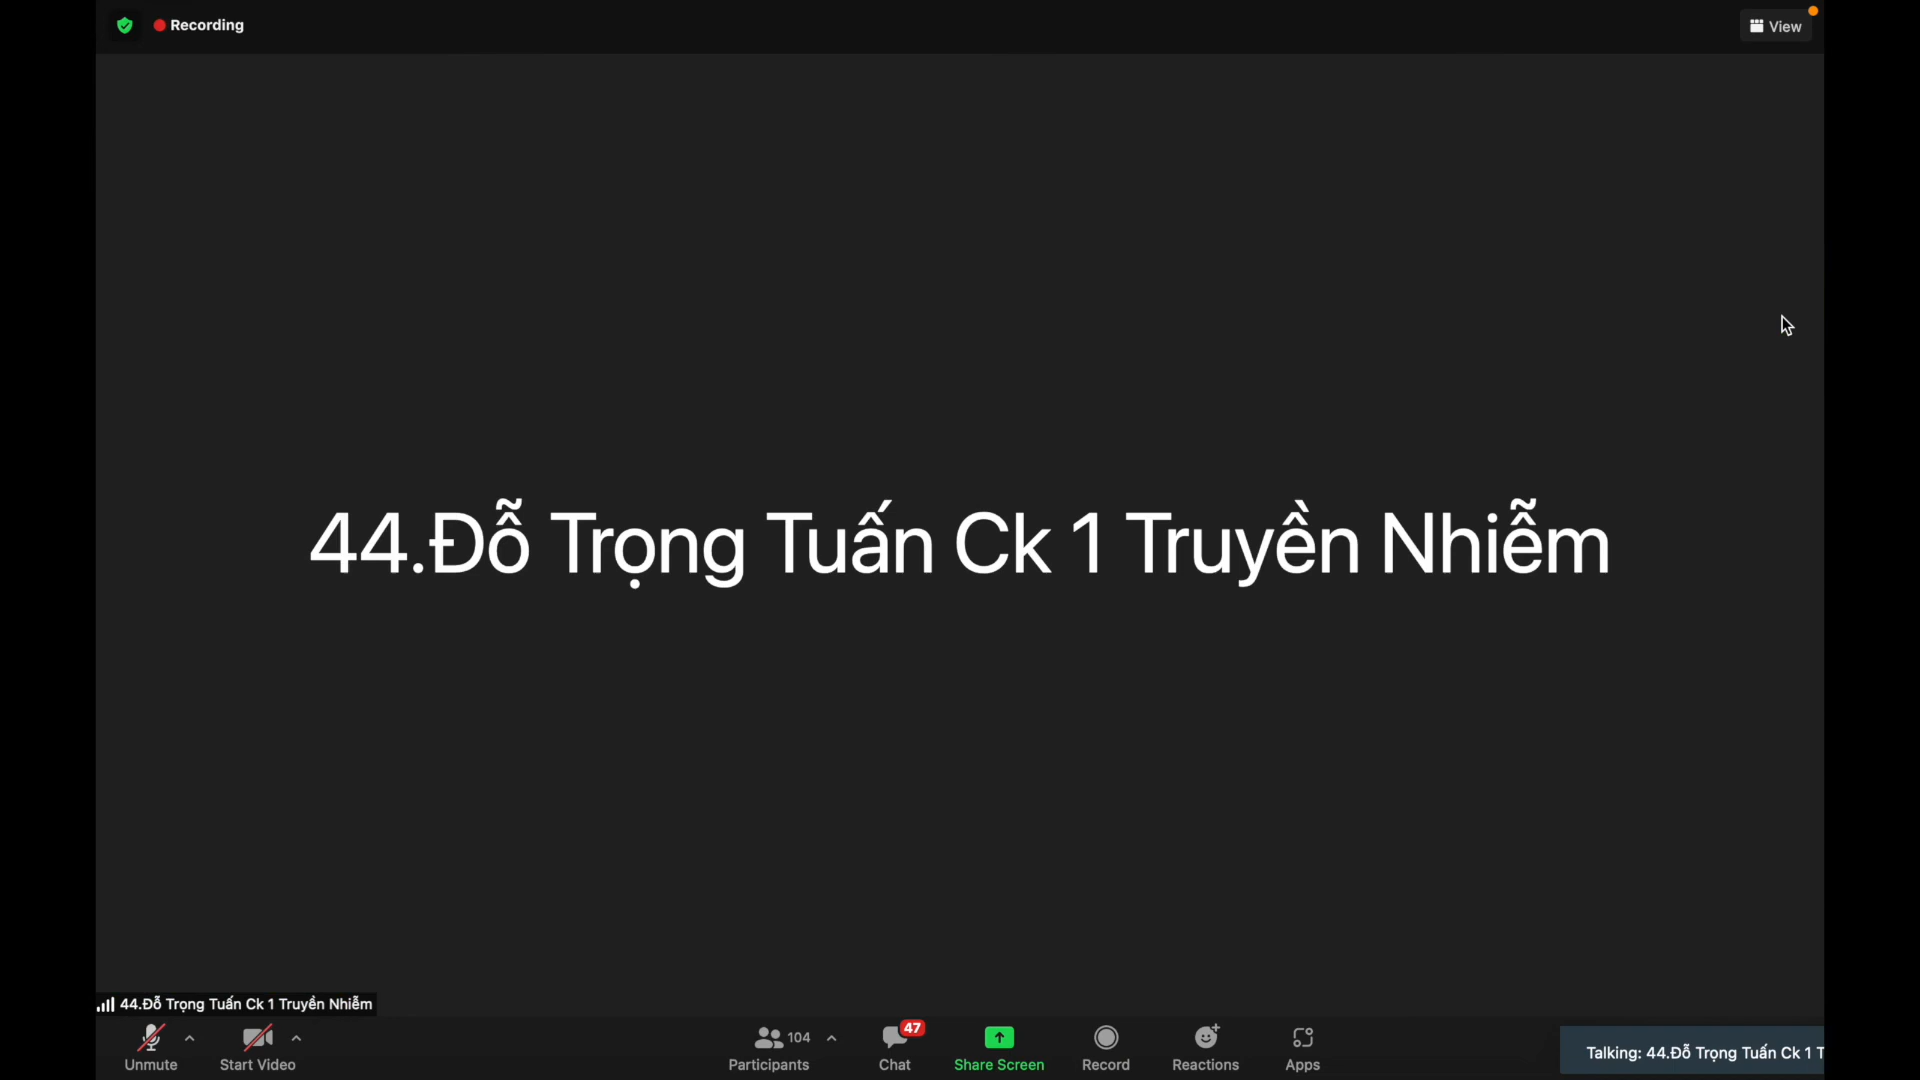 Recording
View
44.Đỗ Trọng Tuấn Ck 1 Truyền Nhiễm
44.Đỗ Trọng Tuấn Ck 1 Truyền Nhiễm
Unmute
Start Video
104
Participants
47
Chat
Share Screen
Record
Reactions
Apps
Talking: 44.Đỗ Trọng Tuấn Ck 1 T